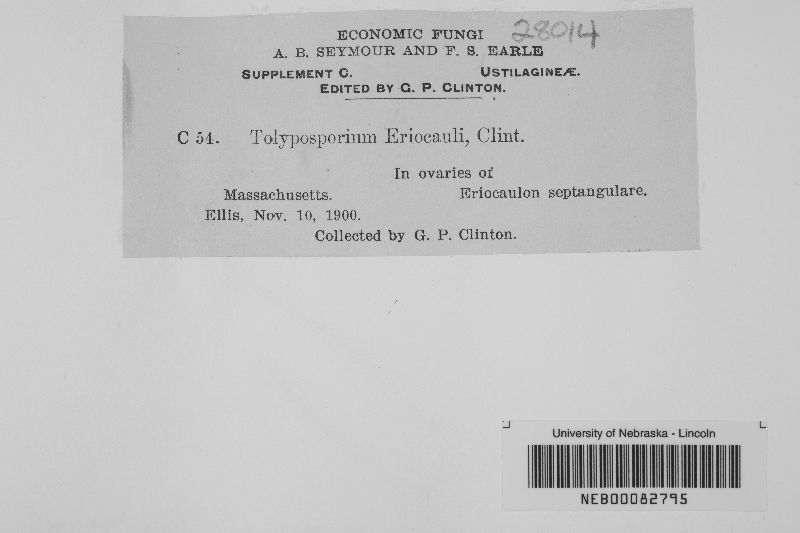 ECONOMIC FUNGI 28014
A. B. SEYMOUR AND F. S. EARLE
SUPPLEMENT C. USTILAGINEÆ.
EDITED BY G. P. CLINTON.
C 54. Tolyposporium Eriocauli, Clint.
In ovaries of
Massachusetts. Eriocaulon septangulare.
Ellis, Nov. 10, 1900.
Collected by G. P. Clinton.
University of Nebraska - Lincoln
NEB00082795